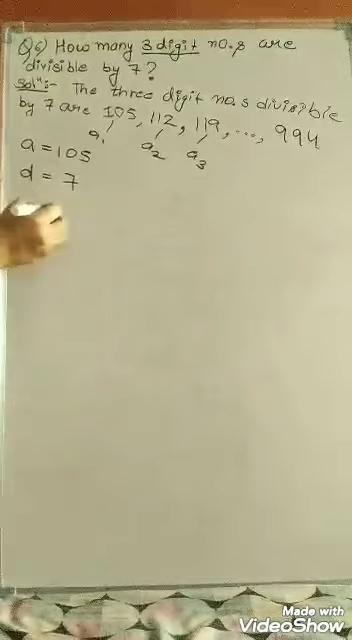 Q6) How many 3 digit no.s are
divisible by 7?
Solⁿ:- The three digit no.s divisible
by 7 are 105, 112, 119, ..., 994
a₁ a₂ a₃
a = 105
d = 7
Made with
VideoShow